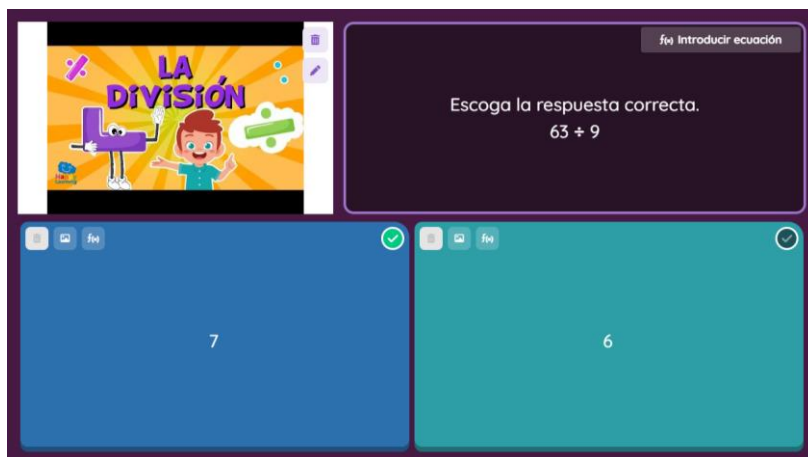 LA
DIVISIÓN
f(x) Introducir ecuación
Escoga la respuesta correcta.
63 ÷ 9
f(x)
7
f(x)
6